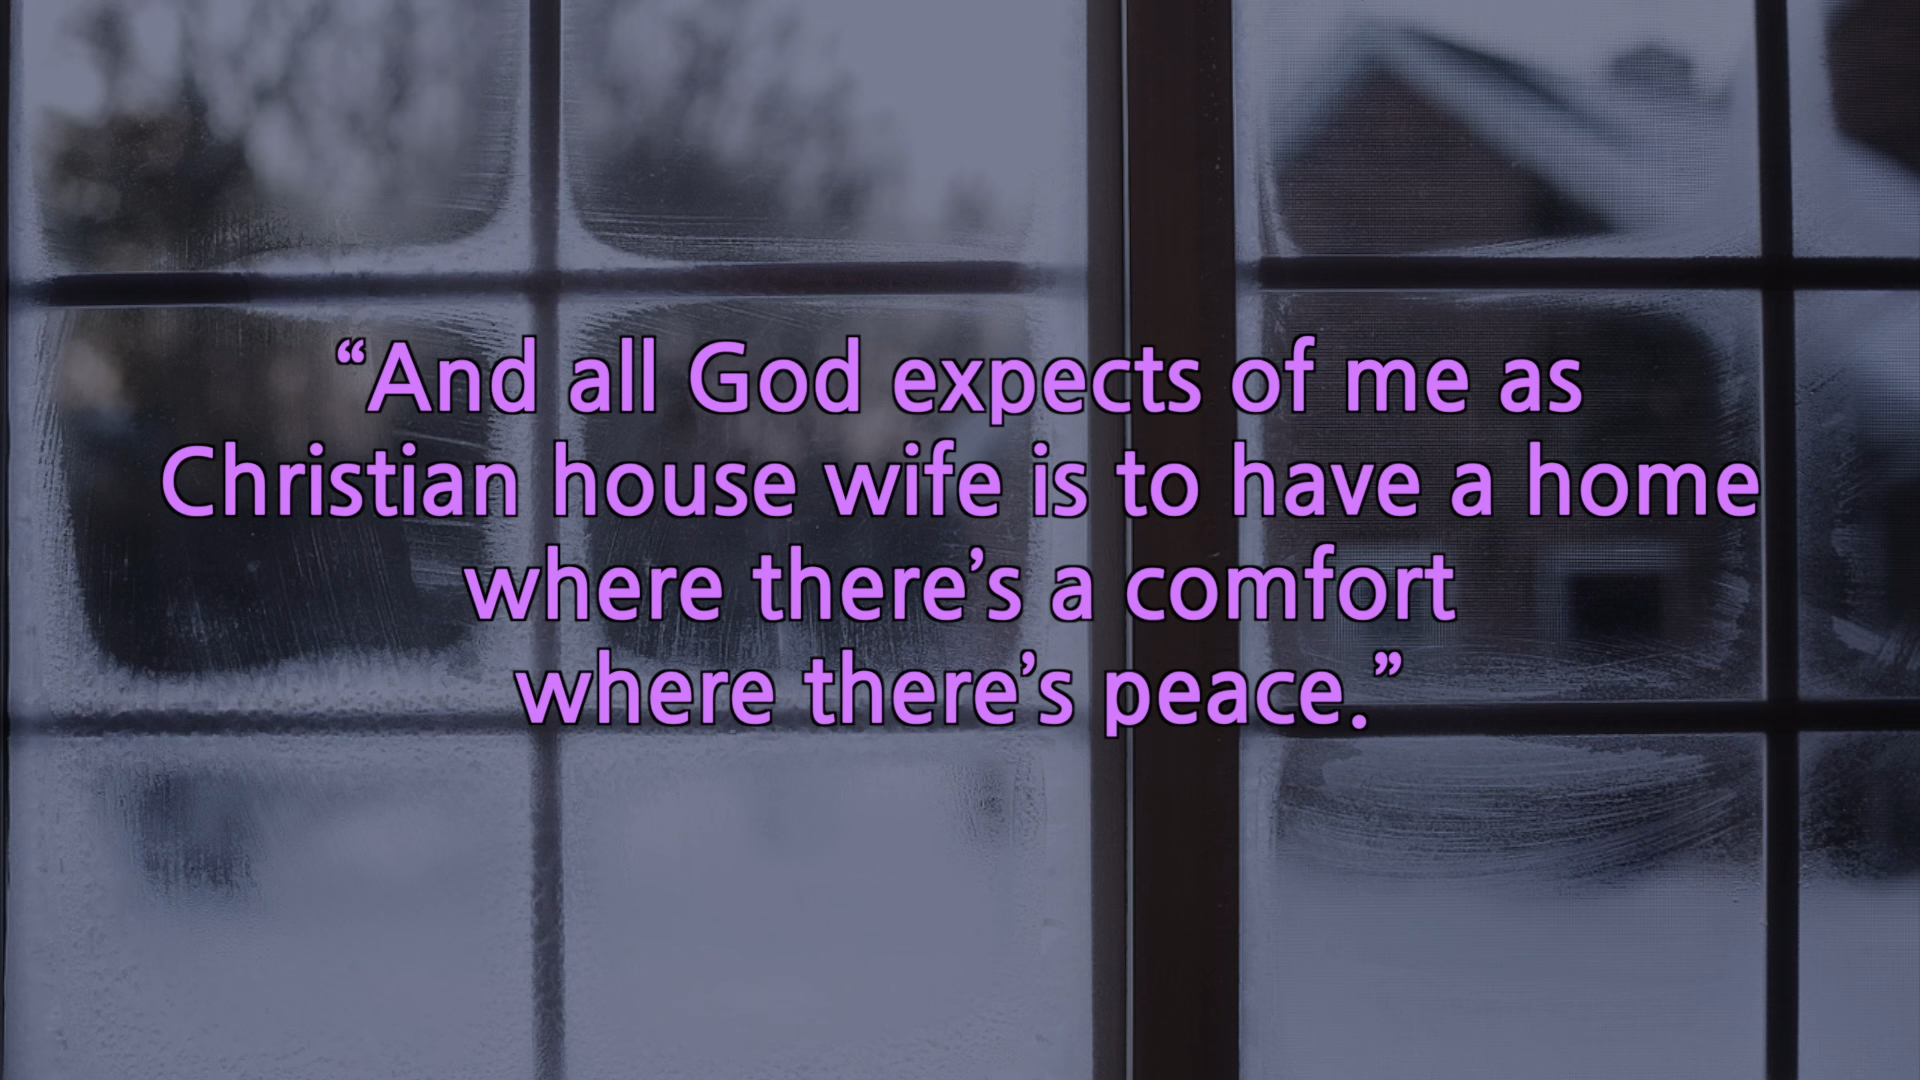 “And all God expects of me as
Christian house wife is to have a home
where there’s a comfort
where there’s peace.”